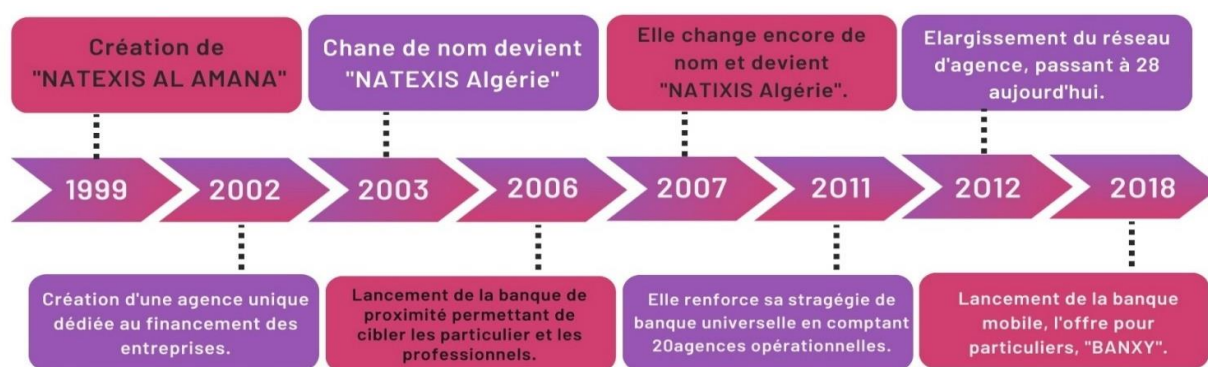 Création de
"NATEXIS AL AMANA"
Chane de nom devient
"NATEXIS Algérie"
Elle change encore de
nom et devient
"NATIXIS Algérie".
Elargissement du réseau
d'agence, passant à 28
aujourd'hui.
1999
2002
2003
2006
2007
2011
2012
2018
Création d'une agence unique
dédiée au financement des
entreprises.
Lancement de la banque de
proximité permettant de
cibler les particulier et les
professionnels.
Elle renforce sa stragégie de
banque universelle en comptant
20agences opérationnelles.
Lancement de la banque
mobile, l'offre pour
particuliers, "BANXY".